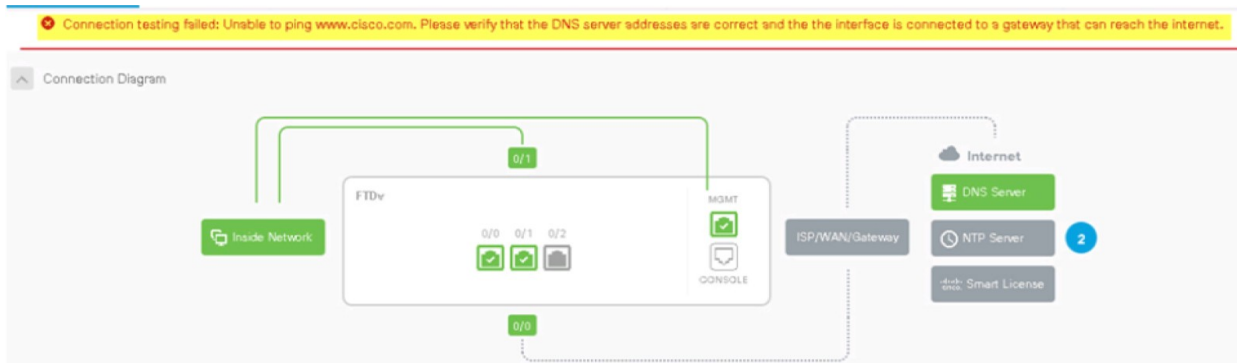 Connection testing failed: Unable to ping www.cisco.com. Please verify that the DNS server addresses are correct and the the interface is connected to a gateway that can reach the internet.
Connection Diagram
0/1
Internet
FTDv
MGMT
DNS Server
Inside Network
0/0 0/1 0/2
ISP/WAN/Gateway
NTP Server
2
CONSOLE
Smart License
0/0